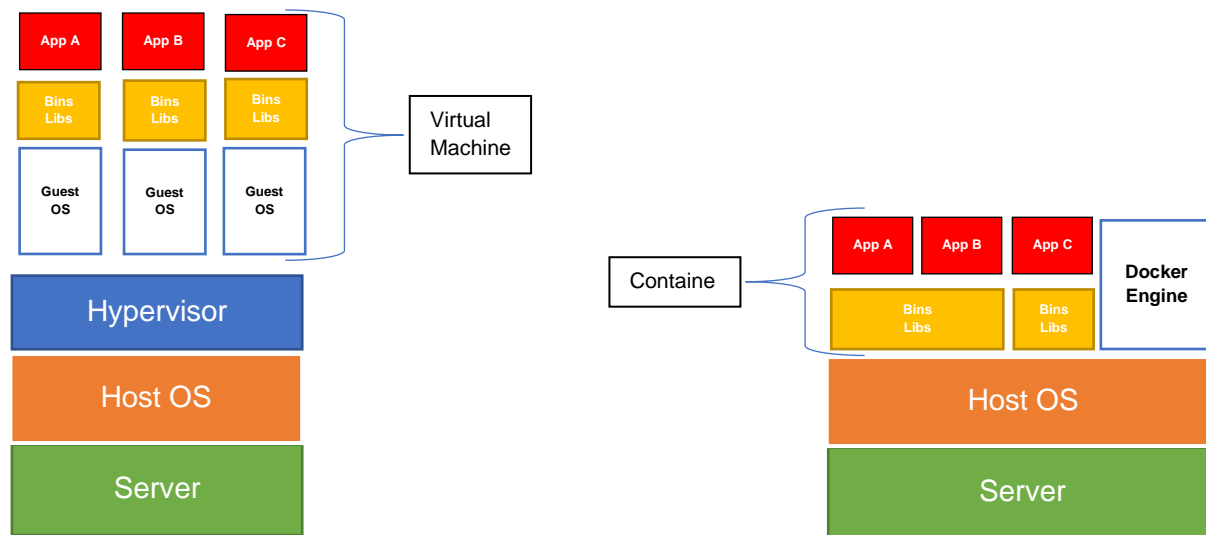 App A
App B
App C
Bins
Libs
Bins
Libs
Bins
Libs
Guest
OS
Guest
OS
Guest
OS
Virtual
Machine
Hypervisor
Host OS
Server
Containe
App A
App B
App C
Bins
Libs
Bins
Libs
Docker
Engine
Host OS
Server